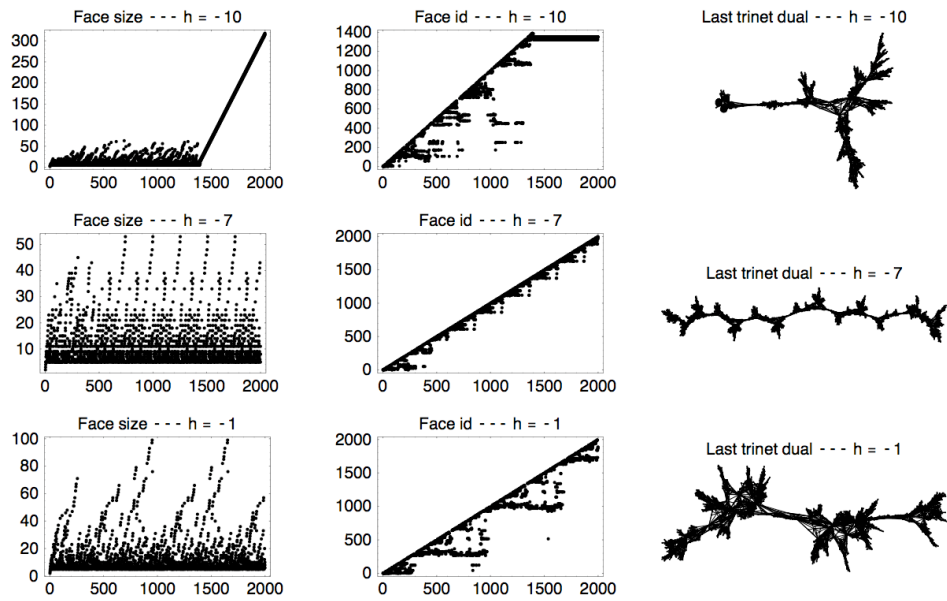 Face size - - - h = - 10
Face id - - - h = - 10
Last trinet dual - - - h = - 10
300
250
200
150
100
50
0
0 500 1000 1500 2000
1400
1200
1000
800
600
400
200
0
0 500 1000 1500 2000
Face size - - - h = - 7
Face id - - - h = - 7
Last trinet dual - - - h = - 7
50
40
30
20
10
0 500 1000 1500 2000
2000
1500
1000
500
0
0 500 1000 1500 2000
Face size - - - h = - 1
Face id - - - h = - 1
Last trinet dual - - - h = - 1
100
80
60
40
20
0
0 500 1000 1500 2000
2000
1500
1000
500
0
0 500 1000 1500 2000